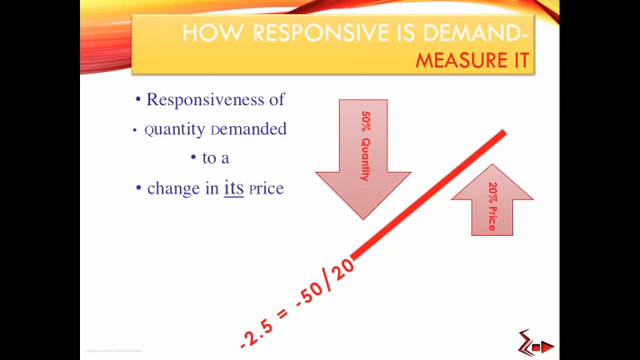 HOW RESPONSIVE IS DEMAND-
MEASURE IT
• Responsiveness of
• Quantity Demanded
• to a
• change in its Price
50% Quantity
20% Price
-2.5 = -50/20